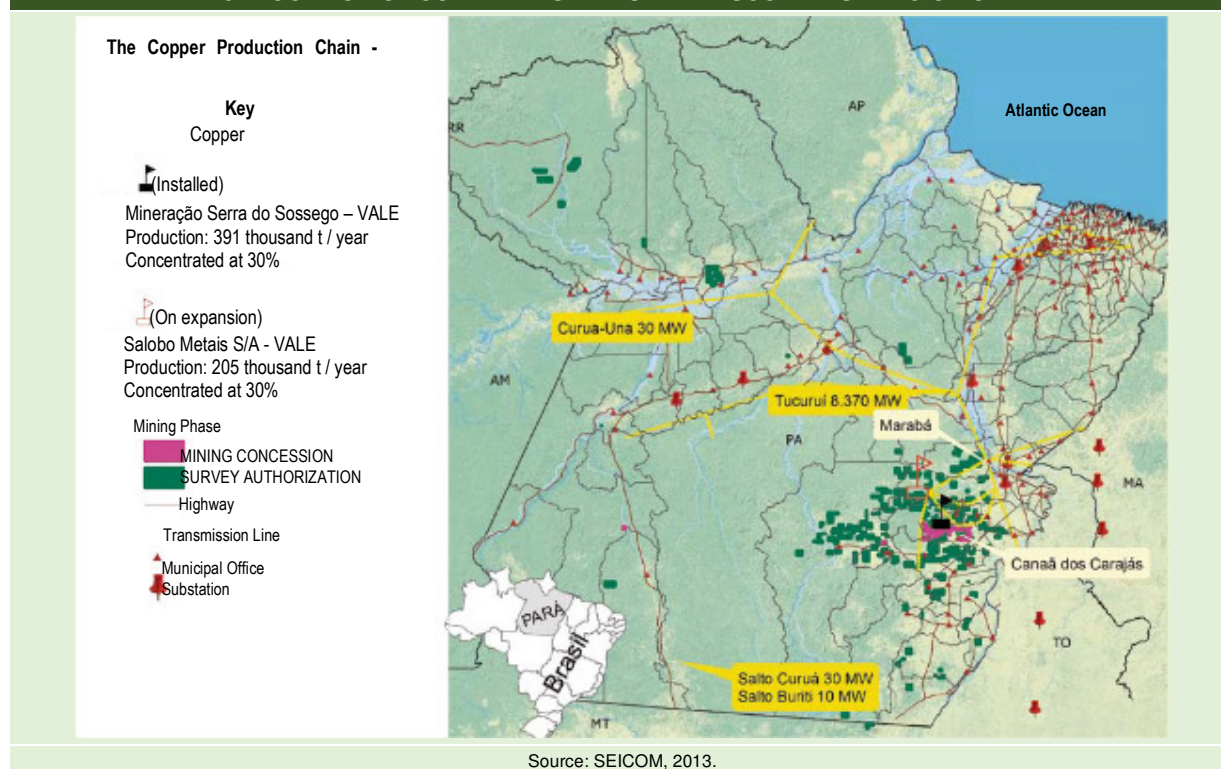 The Copper Production Chain -
Key
Copper
(Installed)
Mineração Serra do Sossego – VALE
Production: 391 thousand t / year
Concentrated at 30%
(On expansion)
Salobo Metais S/A - VALE
Production: 205 thousand t / year
Concentrated at 30%
Mining Phase
MINING CONCESSION
SURVEY AUTHORIZATION
Highway
Transmission Line
Municipal Office
Substation
RR
AP
Atlantic Ocean
Curua-Una 30 MW
AM
Tucuruí 8.370 MW
Marabá
PA
MA
Canaã dos Carajás
PARÁ
Brasil
TO
Salto Curuá 30 MW
Salto Buriti 10 MW
MT
Source: SEICOM, 2013.